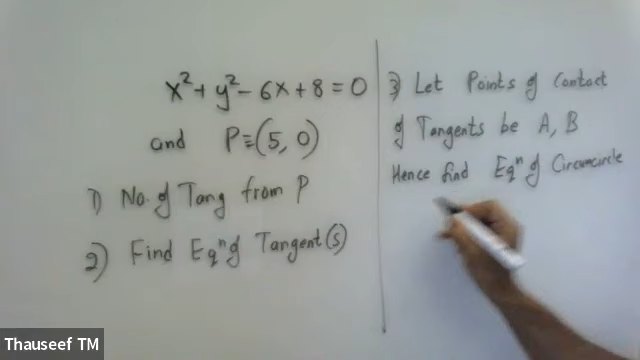 x² + y² - 6x + 8 = 0
and P ≡ (5, 0)
1) No. of Tang from P
2) Find Eqⁿ of Tangent(s)
3) Let Points of Contact
of Tangents be A, B
Hence find Eqⁿ of Circumcircle
Thauseef TM